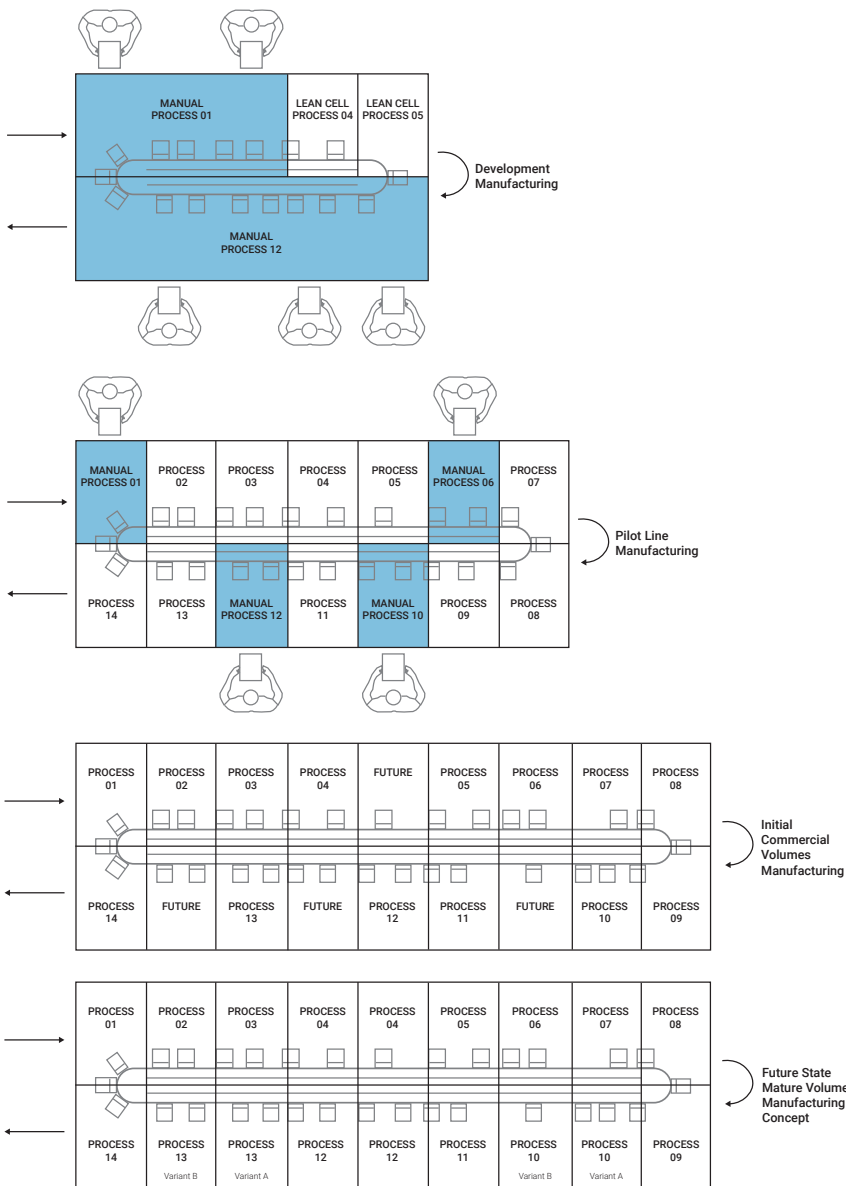 MANUAL
PROCESS 01
LEAN CELL
PROCESS 04
LEAN CELL
PROCESS 05
MANUAL
PROCESS 12
Development
Manufacturing
MANUAL
PROCESS 01
PROCESS
02
PROCESS
03
PROCESS
04
PROCESS
05
MANUAL
PROCESS 06
PROCESS
07
PROCESS
14
PROCESS
13
MANUAL
PROCESS 12
PROCESS
11
MANUAL
PROCESS 10
PROCESS
09
PROCESS
08
Pilot Line
Manufacturing
PROCESS
01
PROCESS
02
PROCESS
03
PROCESS
04
FUTURE
PROCESS
05
PROCESS
06
PROCESS
07
PROCESS
08
PROCESS
14
FUTURE
PROCESS
13
FUTURE
PROCESS
12
PROCESS
11
FUTURE
PROCESS
10
PROCESS
09
Initial
Commercial
Volumes
Manufacturing
PROCESS
01
PROCESS
02
PROCESS
03
PROCESS
04
PROCESS
04
PROCESS
05
PROCESS
06
PROCESS
07
PROCESS
08
PROCESS
14
PROCESS
13
Variant B
PROCESS
13
Variant A
PROCESS
12
PROCESS
12
PROCESS
11
PROCESS
10
Variant B
PROCESS
10
Variant A
PROCESS
09
Future State
Mature Volume
Manufacturing
Concept